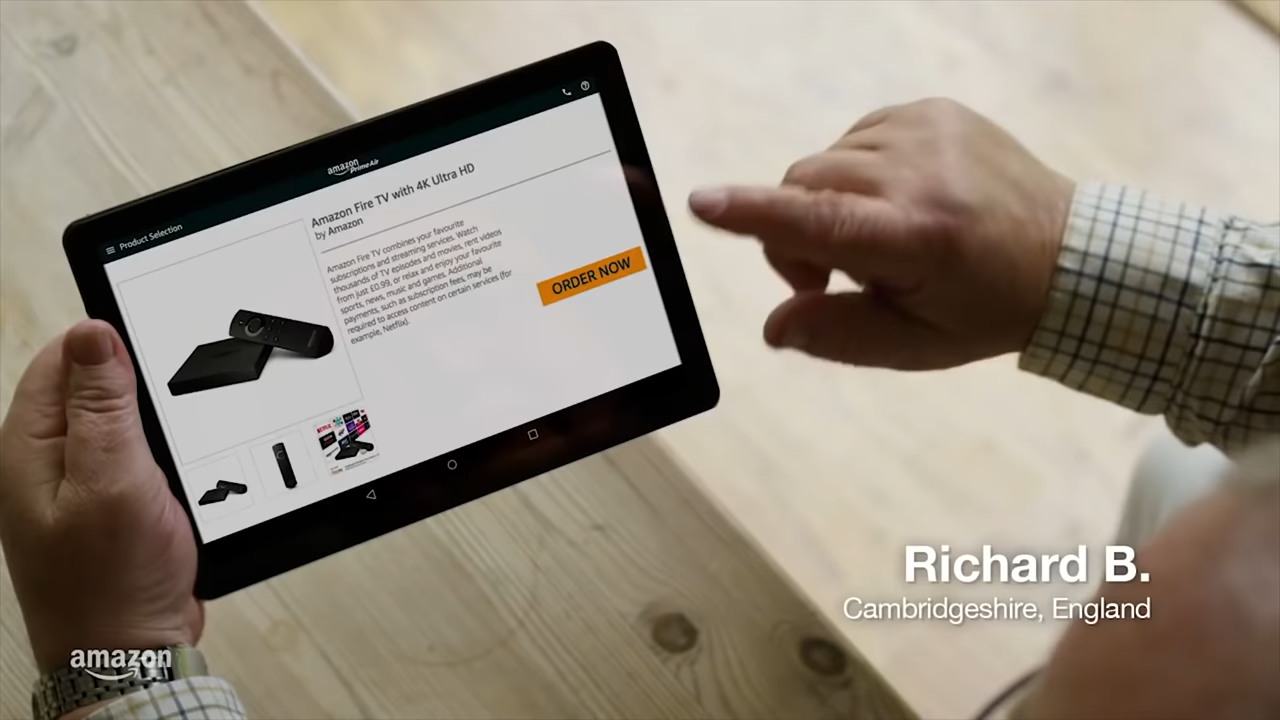 amazon
PrimeAir
Product Selection
Amazon Fire TV with 4K Ultra HD
by Amazon
Amazon Fire TV combines your favourite
subscriptions and streaming services. Watch
thousands of TV episodes and movies, rent videos
from just £0.99, or relax and enjoy your favourite
sports, news, music and games. Additional
payments, such as subscription fees, may be
required to access content on certain services (for
example, Netflix).
ORDER NOW
NETFLIX
Richard B.
Cambridgeshire, England
amazon